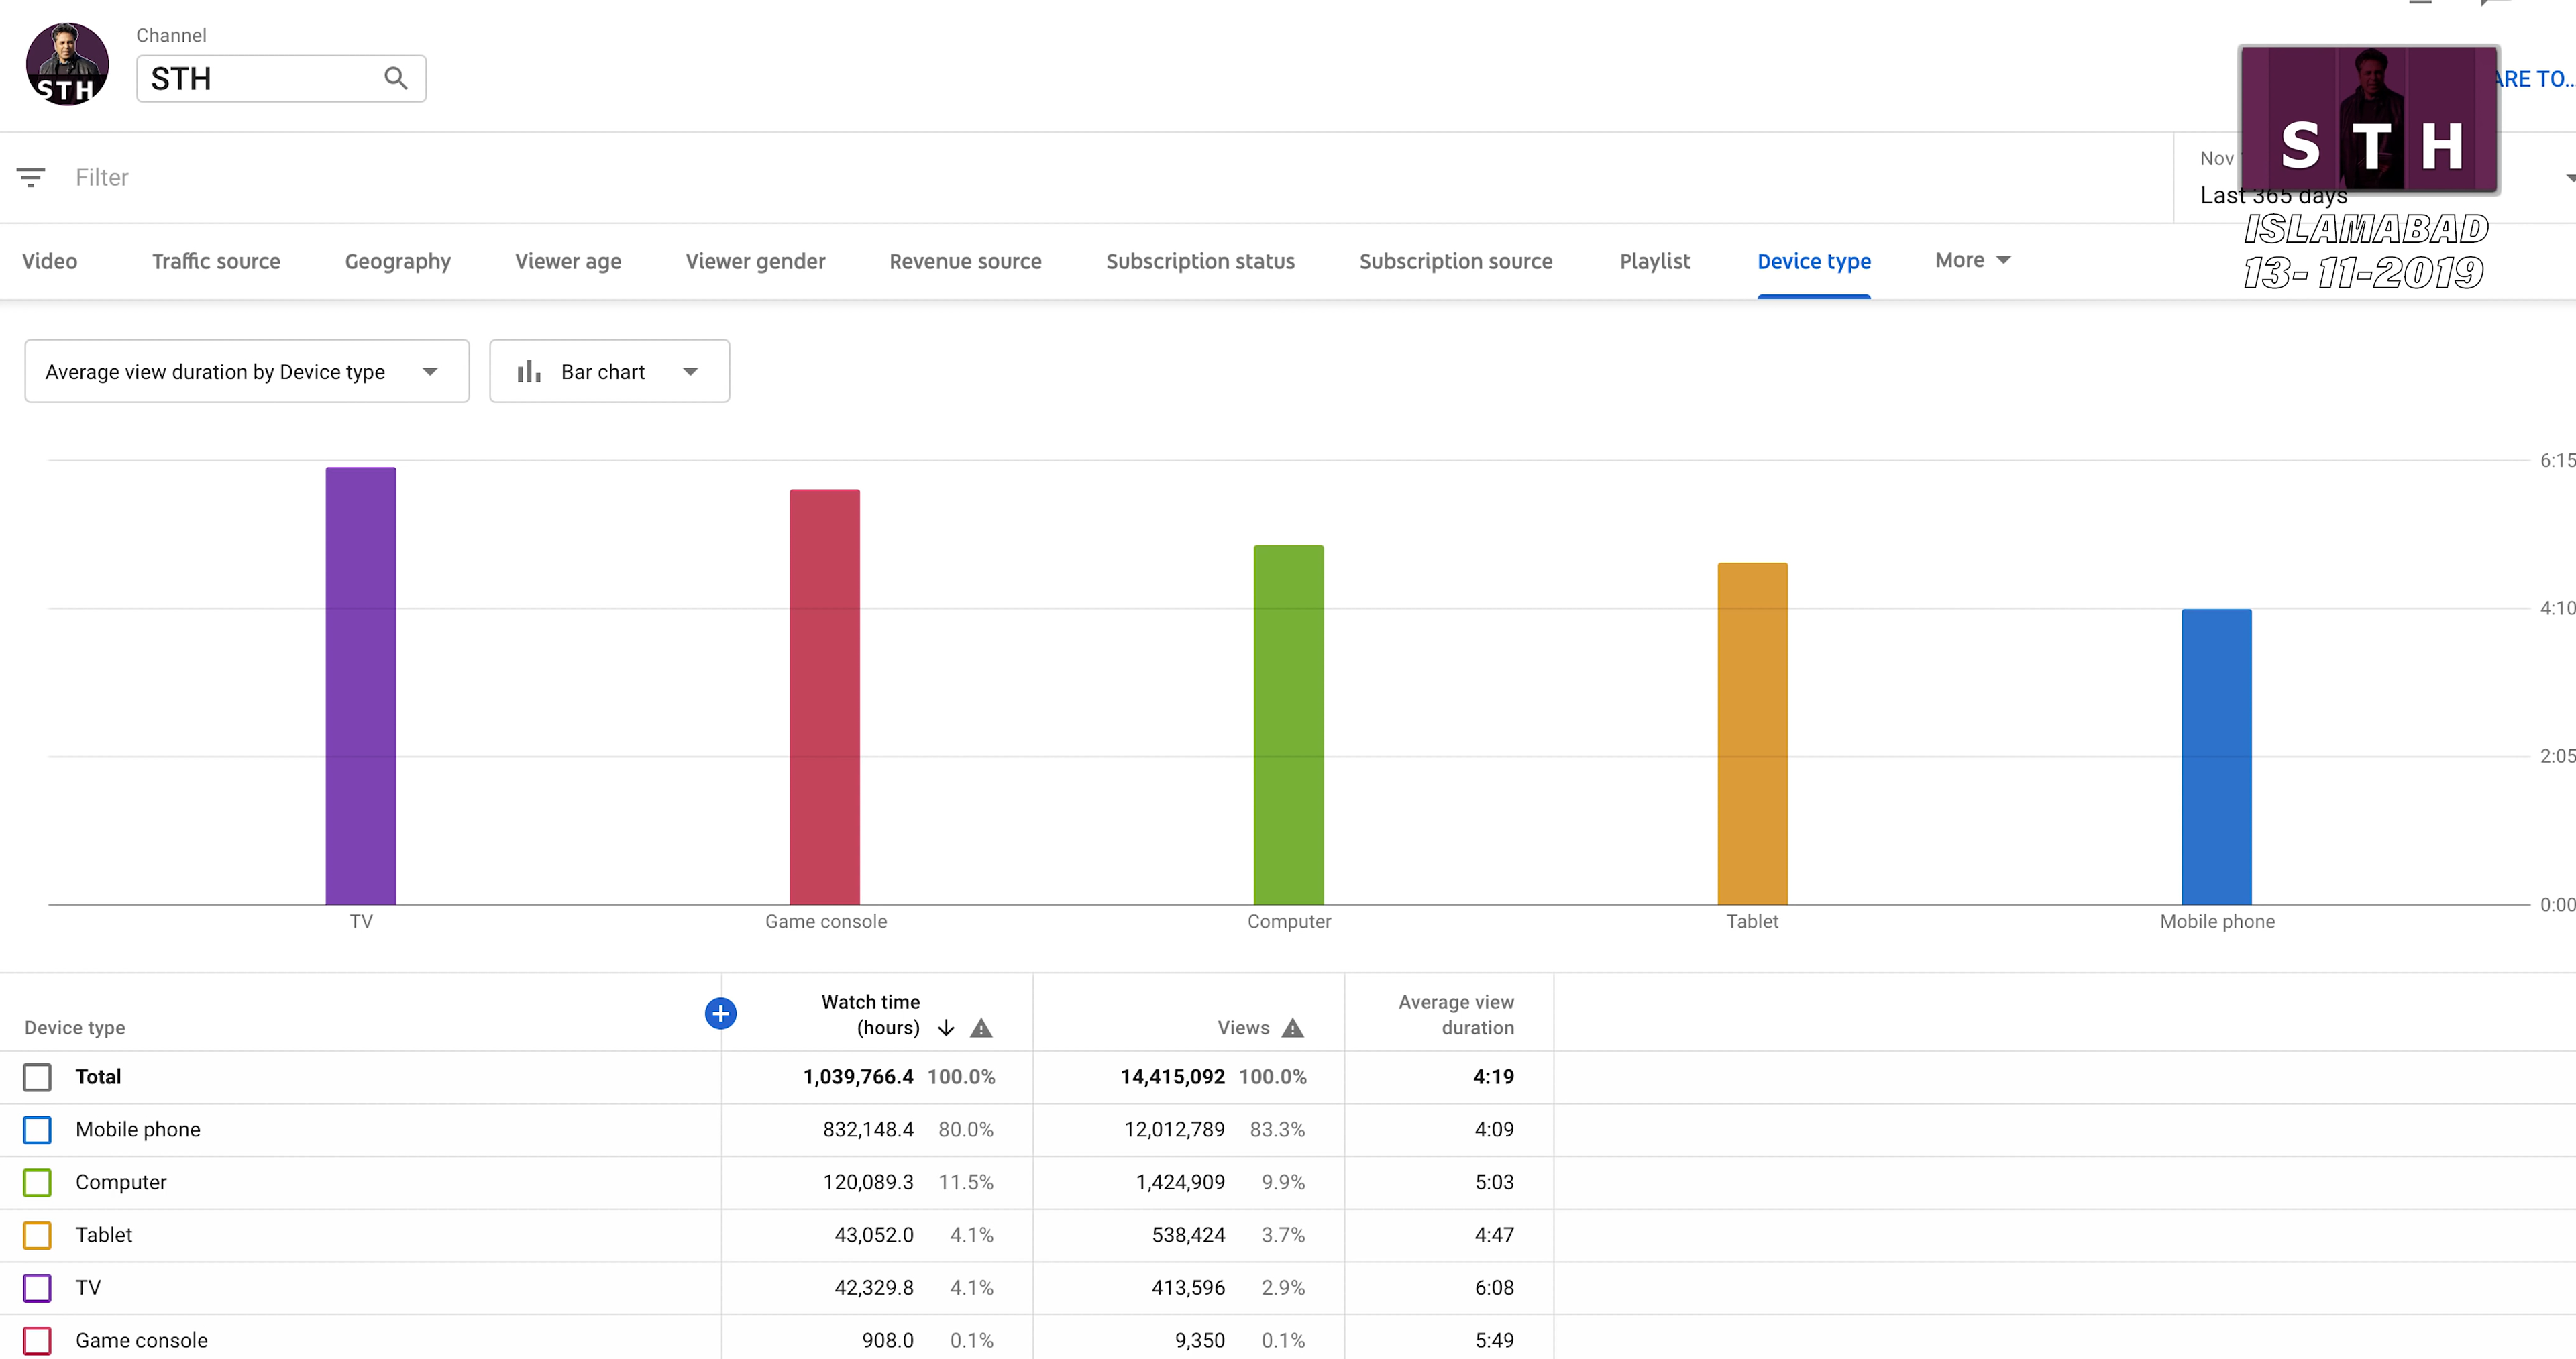 Channel
STH
STH
ARE TO...
S T H
Filter
Nov
Last 365 days
ISLAMABAD
13-11-2019
Video Traffic source Geography Viewer age Viewer gender Revenue source Subscription status Subscription source Playlist Device type More
Average view duration by Device type Bar chart
6:15
4:10
2:05
0:00
TV Game console Computer Tablet Mobile phone
Device type Watch time (hours) Views Average view duration
Total 1,039,766.4 100.0% 14,415,092 100.0% 4:19
Mobile phone 832,148.4 80.0% 12,012,789 83.3% 4:09
Computer 120,089.3 11.5% 1,424,909 9.9% 5:03
Tablet 43,052.0 4.1% 538,424 3.7% 4:47
TV 42,329.8 4.1% 413,596 2.9% 6:08
Game console 908.0 0.1% 9,350 0.1% 5:49